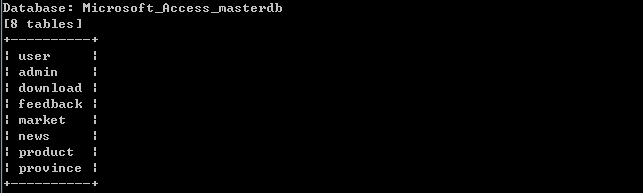 Database: Microsoft_Access_masterdb
[8 tables]
+----------+
¦ user     ¦
¦ admin    ¦
¦ download ¦
¦ feedback ¦
¦ market   ¦
¦ news     ¦
¦ product  ¦
¦ province ¦
+----------+